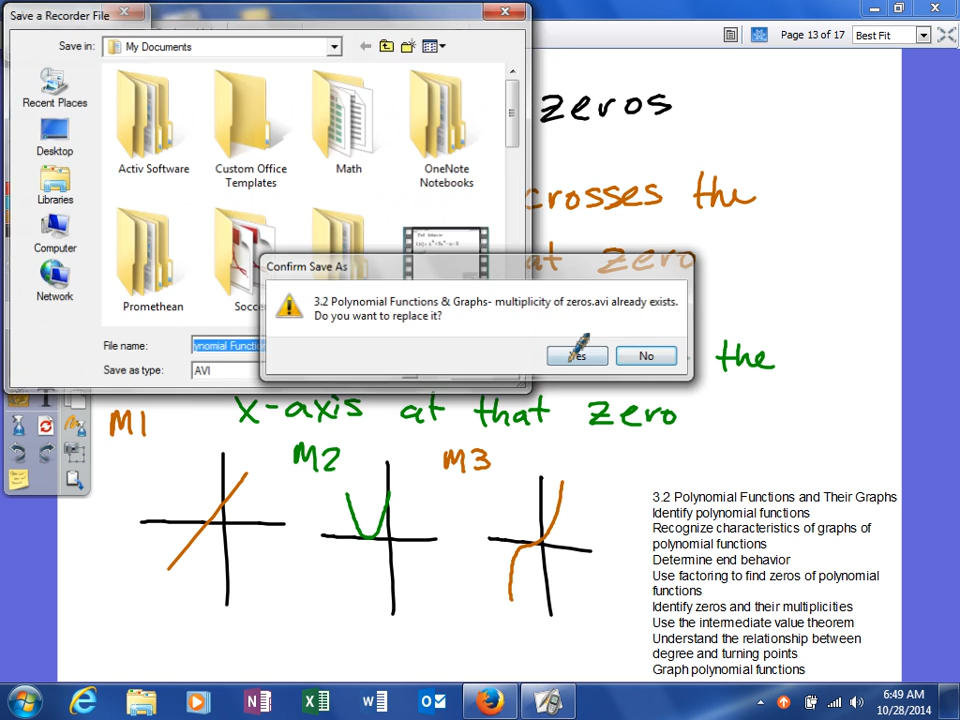 Save a Recorder File
Save in:
My Documents
Page 13 of 17
Best Fit
Recent Places
Desktop
Libraries
Computer
Network
Activ Software
Custom Office Templates
Math
OneNote Notebooks
Promethean
Socce
zeros
crosses the
at zero
Confirm Save As
3.2 Polynomial Functions & Graphs- multiplicity of zeros.avi already exists.
Do you want to replace it?
Yes
No
File name:
ynomial Functio
Save as type:
AVI
the
x-axis at that zero
M1
M2
M3
3.2 Polynomial Functions and Their Graphs
Identify polynomial functions
Recognize characteristics of graphs of
polynomial functions
Determine end behavior
Use factoring to find zeros of polynomial
functions
Identify zeros and their multiplicities
Use the intermediate value theorem
Understand the relationship between
degree and turning points
Graph polynomial functions
6:49 AM
10/28/2014